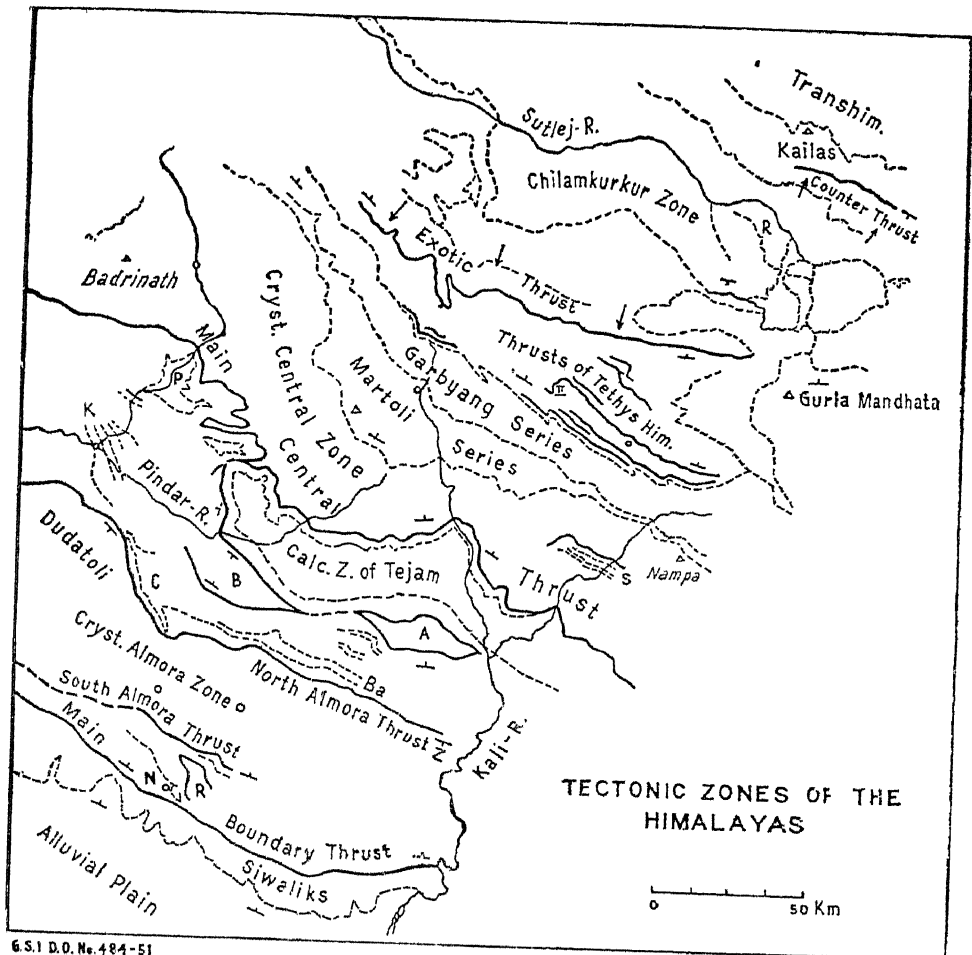 Transhim.
Kailas
Counter Thrust
Sutlej-R.
Chilamkurkur Zone
R
Exotic
Thrust
Badrinath
Cryst. Central Zone
Main
Central
Thrust
Martoli
Series
Garbyang Series
Thrusts of Tethys Him.
II
Gurla Mandhata
P
K
Pindar-R.
Dudatoli
C
B
Calc. Z. of Tejam
A
S
Nampa
Ba
Cryst. Almora Zone
North Almora Thrust Z
South Almora Thrust
Main
Boundary Thrust
N
R
Kali-R.
Siwaliks
Alluvial Plain
TECTONIC ZONES OF THE
HIMALAYAS
0 50 Km
G.S.I D.O. No. 484-51